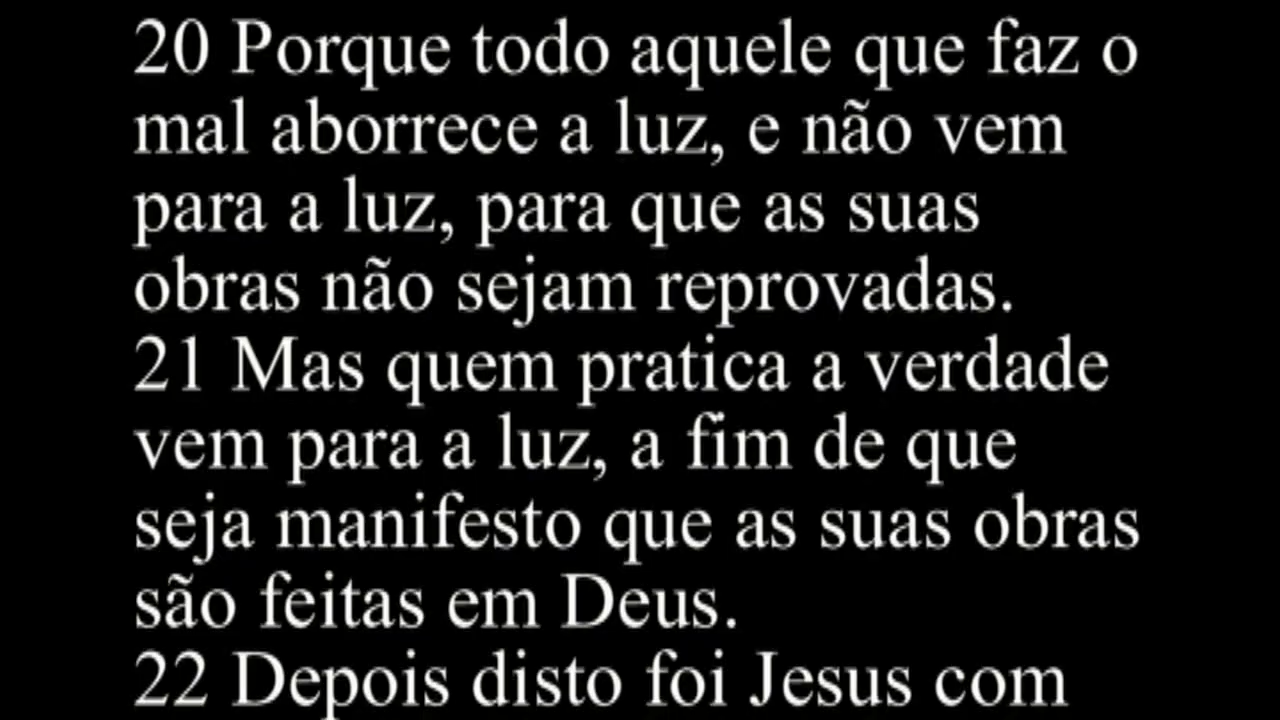 20 Porque todo aquele que faz o
mal aborrece a luz, e não vem
para a luz, para que as suas
obras não sejam reprovadas.
21 Mas quem pratica a verdade
vem para a luz, a fim de que
seja manifesto que as suas obras
são feitas em Deus.
22 Depois disto foi Jesus com